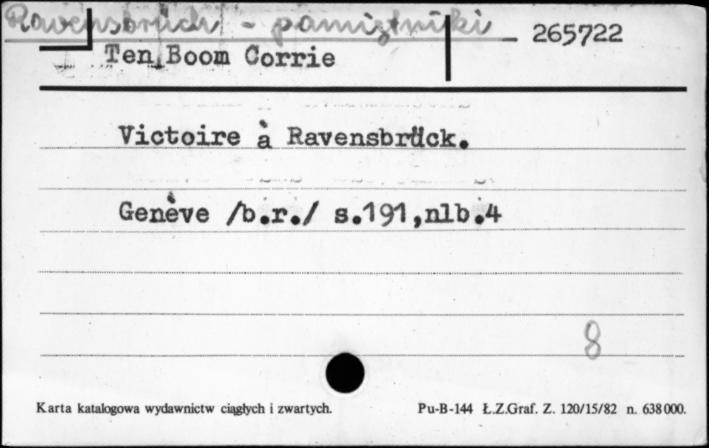 Ravensbrück - pamiętniki
265722
Ten Boom Corrie
Victoire à Ravensbrück.
Genève /b.r./ s.191,nlb.4
8
Karta katalogowa wydawnictw ciągłych i zwartych. Pu-B-144 Ł.Z.Graf. Z. 120/15/82 n. 638000.